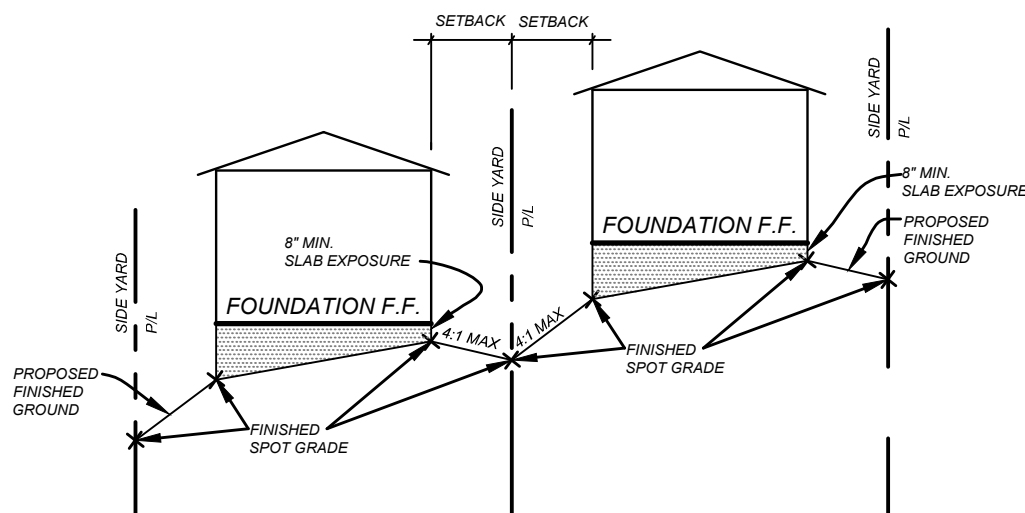 SETBACK
SETBACK
SIDE YARD
P/L
8" MIN.
SLAB EXPOSURE
PROPOSED
FINISHED
GROUND
FOUNDATION F.F.
SIDE YARD
P/L
8" MIN.
SLAB EXPOSURE
SIDE YARD
P/L
FOUNDATION F.F.
4:1 MAX
4:1 MAX
FINISHED
SPOT GRADE
PROPOSED
FINISHED
GROUND
FINISHED
SPOT GRADE